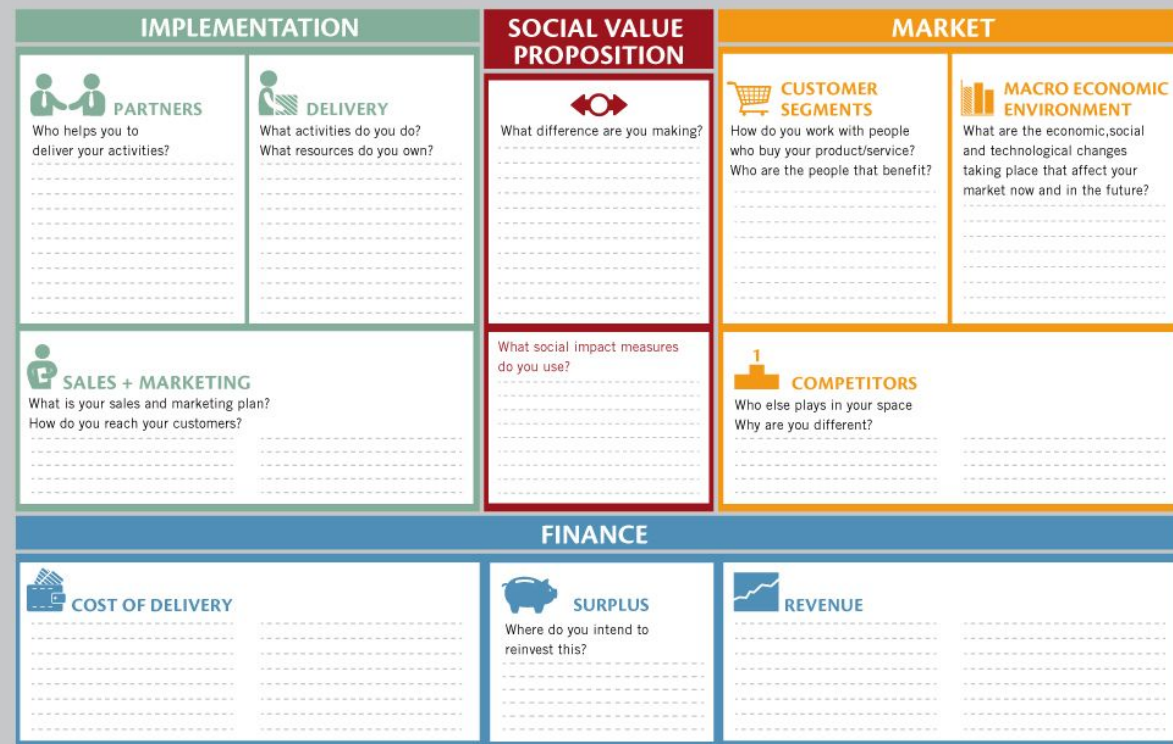 IMPLEMENTATION
PARTNERS
Who helps you to
deliver your activities?
DELIVERY
What activities do you do?
What resources do you own?
SALES + MARKETING
What is your sales and marketing plan?
How do you reach your customers?
SOCIAL VALUE
PROPOSITION
What difference are you making?
What social impact measures
do you use?
MARKET
CUSTOMER
SEGMENTS
How do you work with people
who buy your product/service?
Who are the people that benefit?
MACRO ECONOMIC
ENVIRONMENT
What are the economic,social
and technological changes
taking place that affect your
market now and in the future?
1
COMPETITORS
Who else plays in your space
Why are you different?
FINANCE
COST OF DELIVERY
SURPLUS
Where do you intend to
reinvest this?
REVENUE